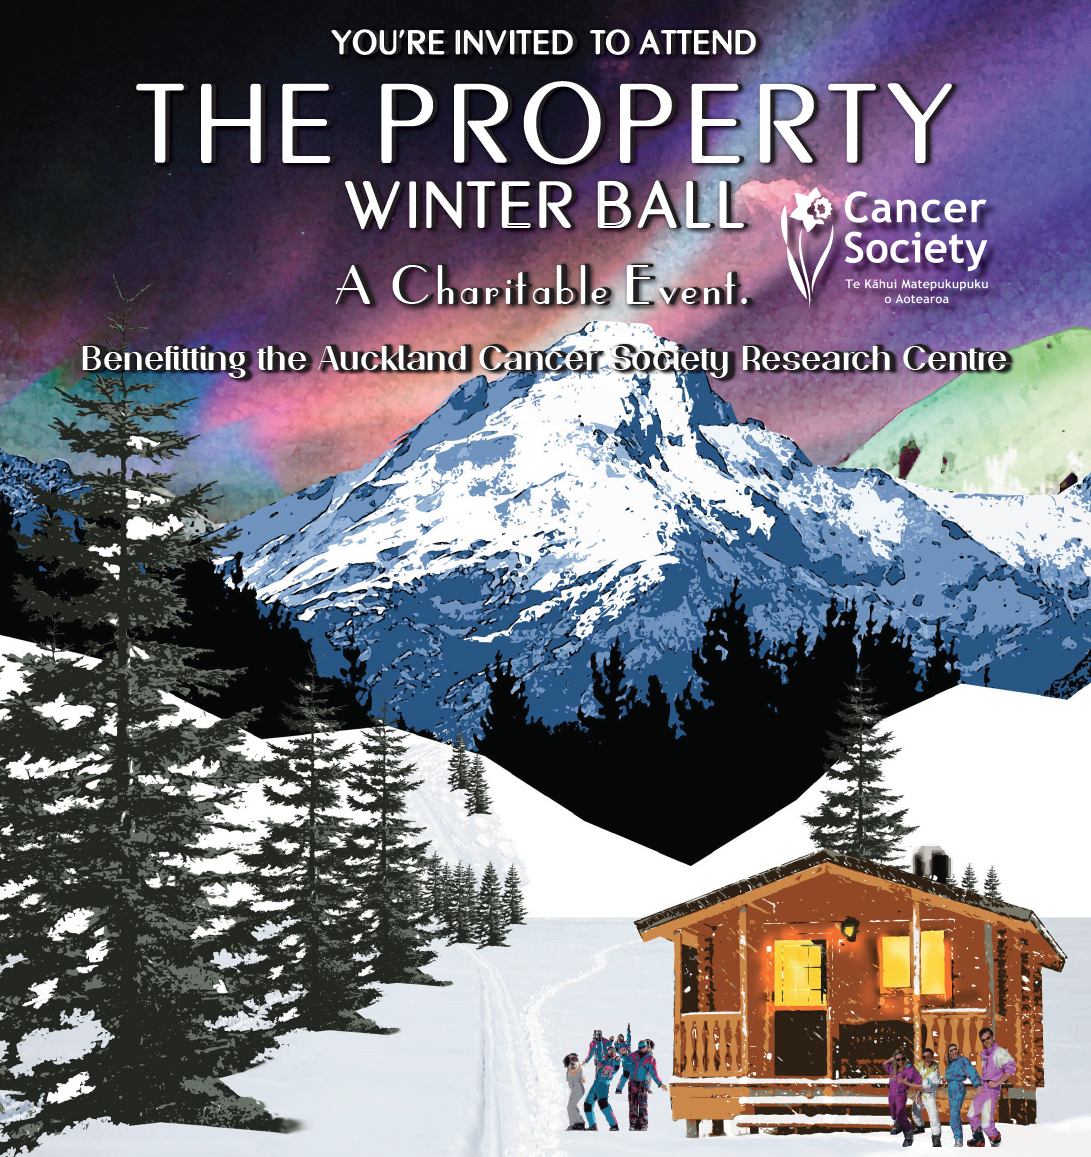 YOU'RE INVITED TO ATTEND
THE PROPERTY
WINTER BALL
Cancer
Society
Te Kāhui Matepukupuku
o Aotearoa
A Charitable Event.
Benefitting the Auckland Cancer Society Research Centre